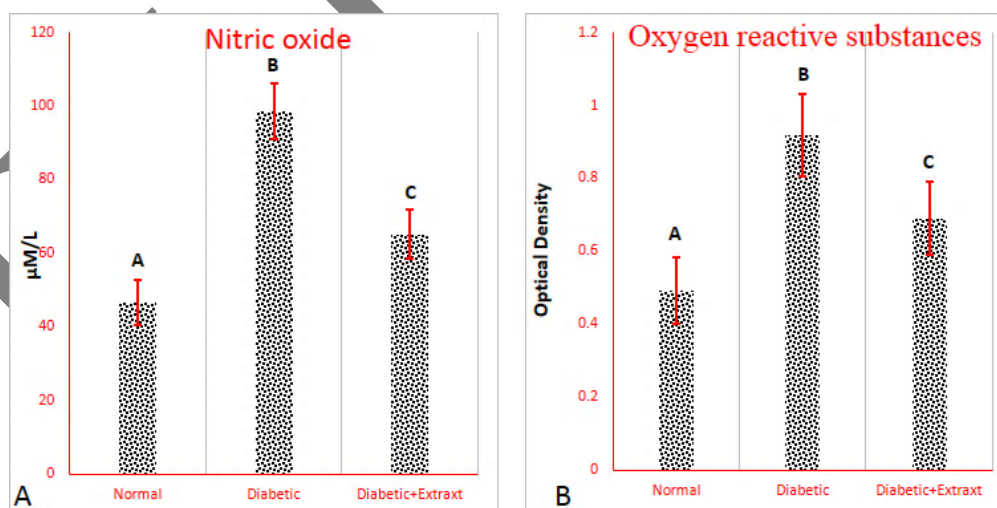 Nitric oxide
120
100
80
60
40
20
0
µM/L
A
B
C
Normal Diabetic Diabetic+Extraxt
A
Oxygen reactive substances
1.2
1
0.8
0.6
0.4
0.2
0
Optical Density
A
B
C
Normal Diabetic Diabetic+Extraxt
B